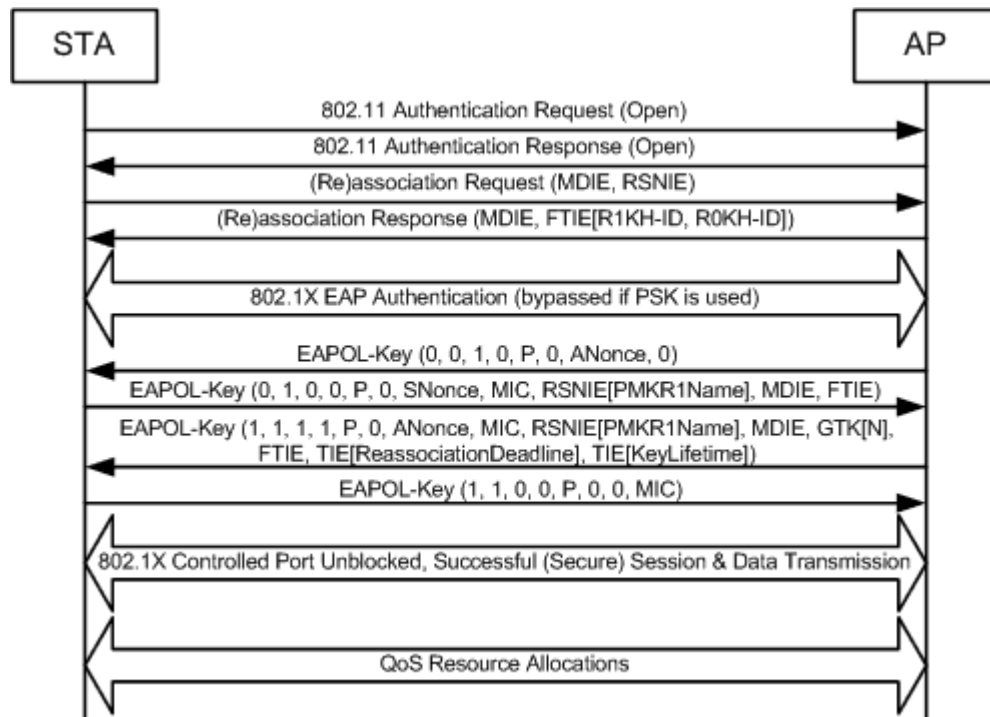 STA
AP
802.11 Authentication Request (Open)
802.11 Authentication Response (Open)
(Re)association Request (MDIE, RSNIE)
(Re)association Response (MDIE, FTIE[R1KH-ID, R0KH-ID])
802.1X EAP Authentication (bypassed if PSK is used)
EAPOL-Key (0, 0, 1, 0, P, 0, ANonce, 0)
EAPOL-Key (0, 1, 0, 0, P, 0, SNonce, MIC, RSNIE[PMKR1Name], MDIE, FTIE)
EAPOL-Key (1, 1, 1, 1, P, 0, ANonce, MIC, RSNIE[PMKR1Name], MDIE, GTK[N],
FTIE, TIE[ReassociationDeadline], TIE[KeyLifetime])
EAPOL-Key (1, 1, 0, 0, P, 0, 0, MIC)
802.1X Controlled Port Unblocked, Successful (Secure) Session & Data Transmission
QoS Resource Allocations